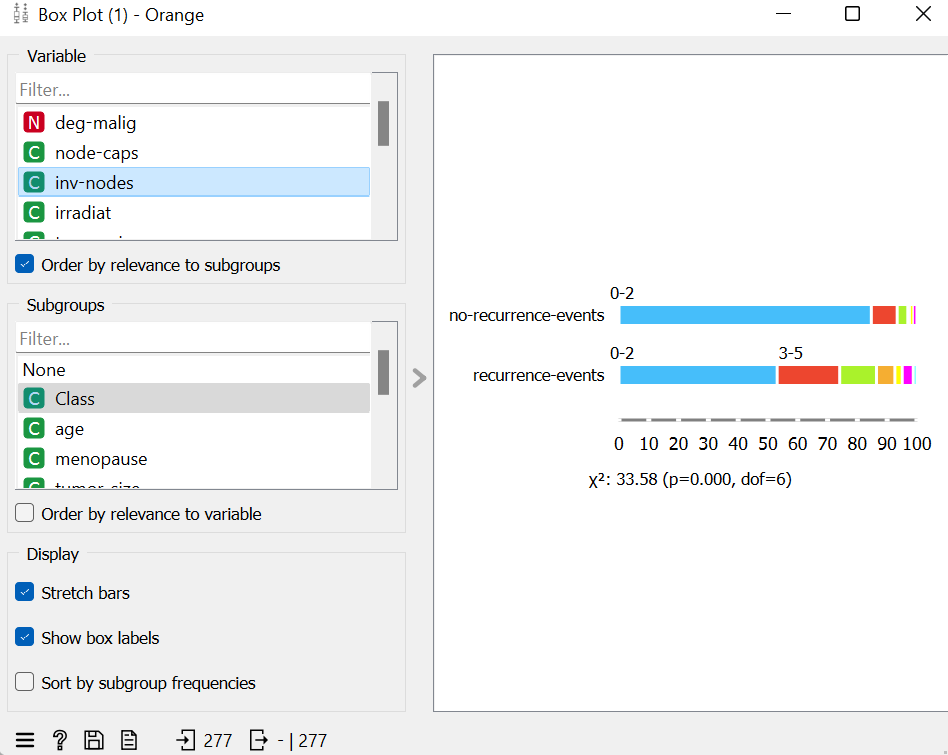 Box Plot (1) - Orange
Variable
Filter...
N deg-malig
C node-caps
C inv-nodes
C irradiat
Order by relevance to subgroups
Subgroups
Filter...
None
C Class
C age
C menopause
C tumor-size
Order by relevance to variable
Display
Stretch bars
Show box labels
Sort by subgroup frequencies
? 277 - | 277
0-2
no-recurrence-events
0-2 3-5
recurrence-events
0 10 20 30 40 50 60 70 80 90 100
χ²: 33.58 (p=0.000, dof=6)